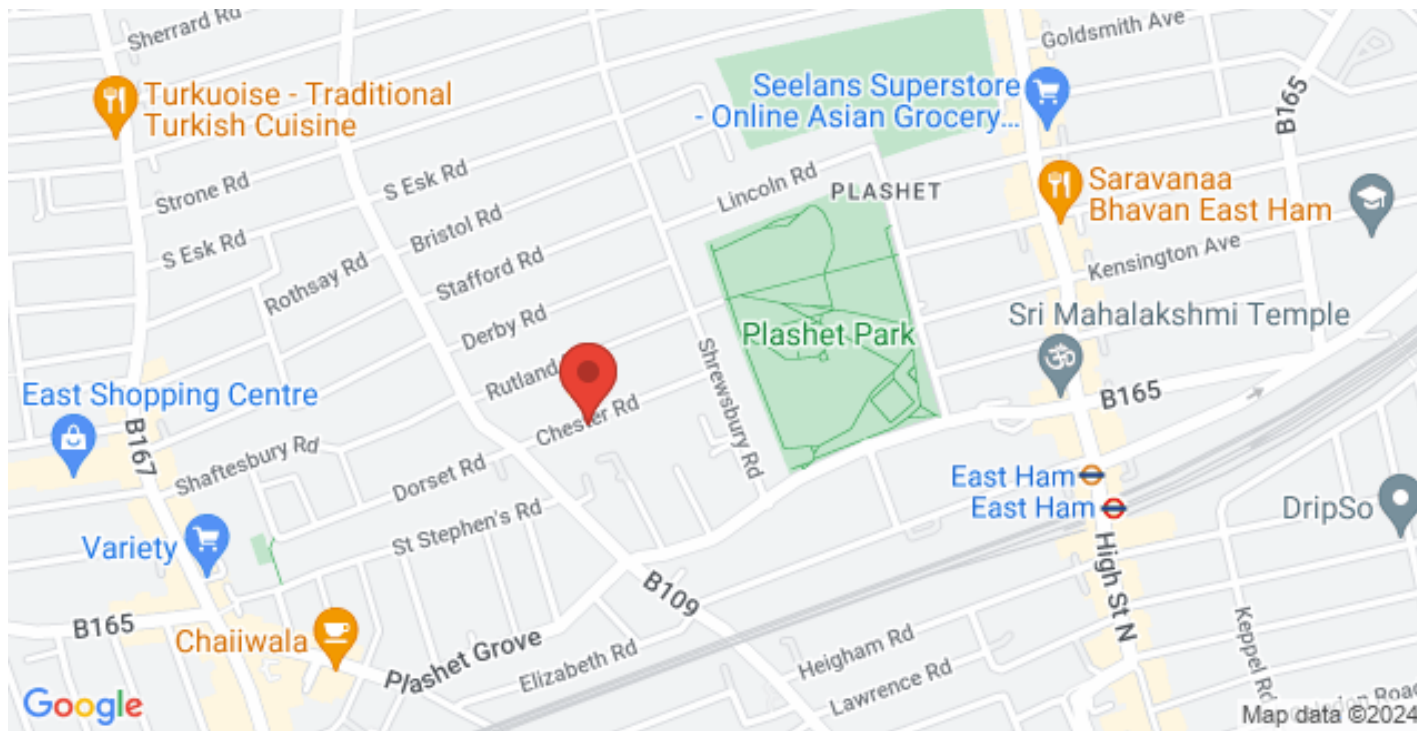 Sherrard Rd
Goldsmith Ave
Turkuoise - Traditional
Turkish Cuisine
Seelans Superstore
- Online Asian Grocery...
B165
Strone Rd
S Esk Rd
Lincoln Rd
PLASHET
Saravanaa
Bhavan East Ham
S Esk Rd
Bristol Rd
Rothsay Rd
Stafford Rd
Kensington Ave
Derby Rd
Plashet Park
Sri Mahalakshmi Temple
Rutland
Shrewsbury Rd
East Shopping Centre
B167
Chester Rd
B165
Shaftesbury Rd
Dorset Rd
East Ham
East Ham
St Stephen's Rd
DripSo
Variety
High St N
B109
B165
Chaiiwala
Plashet Grove
Elizabeth Rd
Heigham Rd
Lawrence Rd
Keppel Rd
Google
Map data ©2024